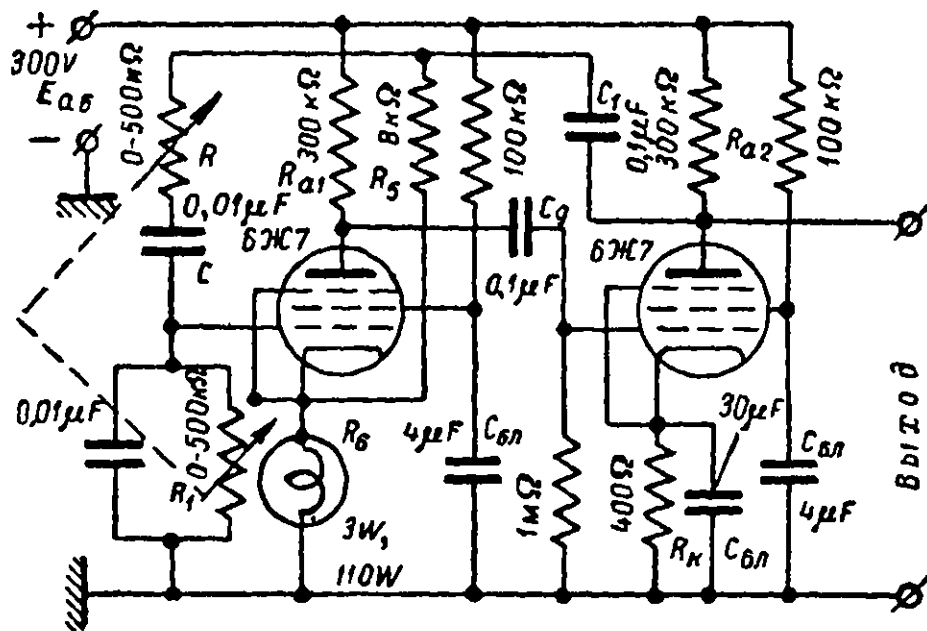 +
300V
Eаб
−
0-500кΩ
R
0,01μF
C
6Ж7
300кΩ
Ra1
8кΩ
R5
100кΩ
Cg
0,1μF
C1
0,1μF
300кΩ
Ra2
100кΩ
6Ж7
0,01μF
0-500кΩ
R1
R6
3W,
110W
4μF
Cбл
1МΩ
400Ω
Rк
30μF
Cбл
Cбл
4μF
Выход